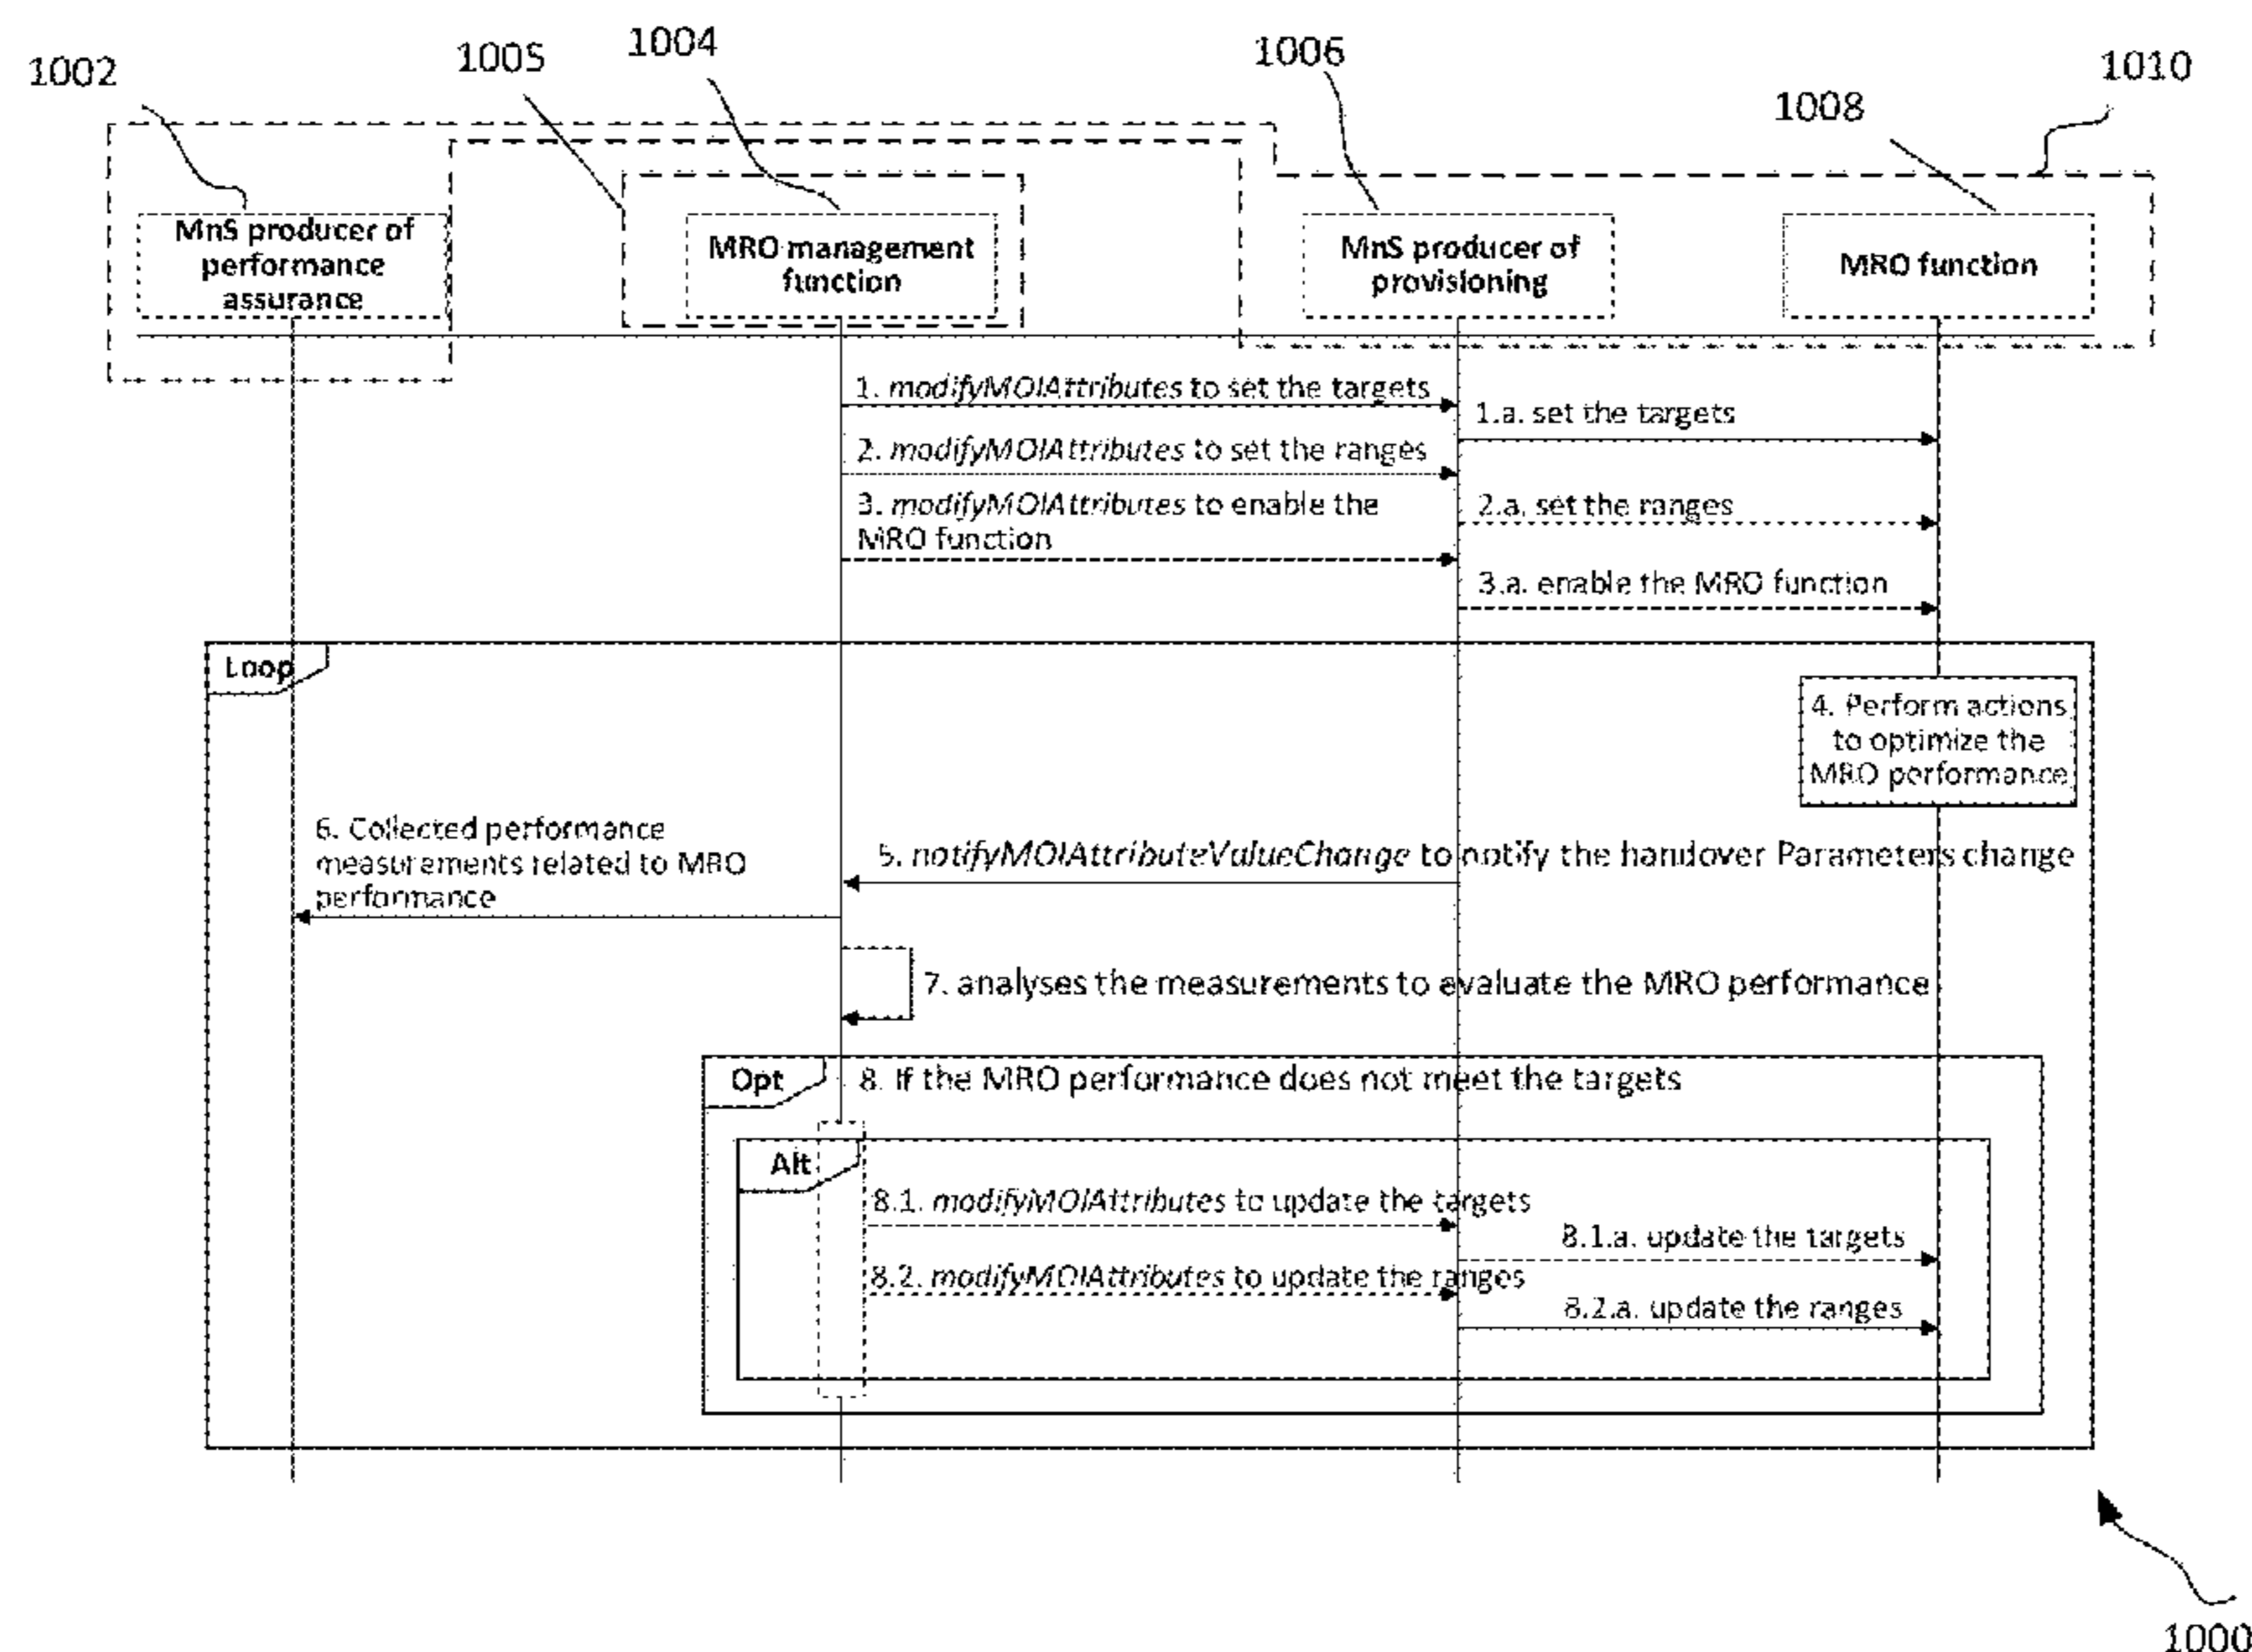 1002
1005
1004
1006
1008
1010
MnS producer of
performance
assurance
MRO management
function
MnS producer of
provisioning
MRO function
1. modifyMOIAttributes to set the targets
1.a. set the targets
2. modifyMOIAttributes to set the ranges
2.a. set the ranges
3. modifyMOIAttributes to enable the
MRO function
3.a. enable the MRO function
Loop
4. Perform actions
to optimize the
MRO performance
5. notifyMOIAttributeValueChange to notify the handover Parameters change
6. Collected performance
measurements related to MRO
performance
7. analyses the measurements to evaluate the MRO performance
Opt
8. If the MRO performance does not meet the targets
Alt
8.1. modifyMOIAttributes to update the targets
8.1.a. update the targets
8.2. modifyMOIAttributes to update the ranges
8.2.a. update the ranges
1000